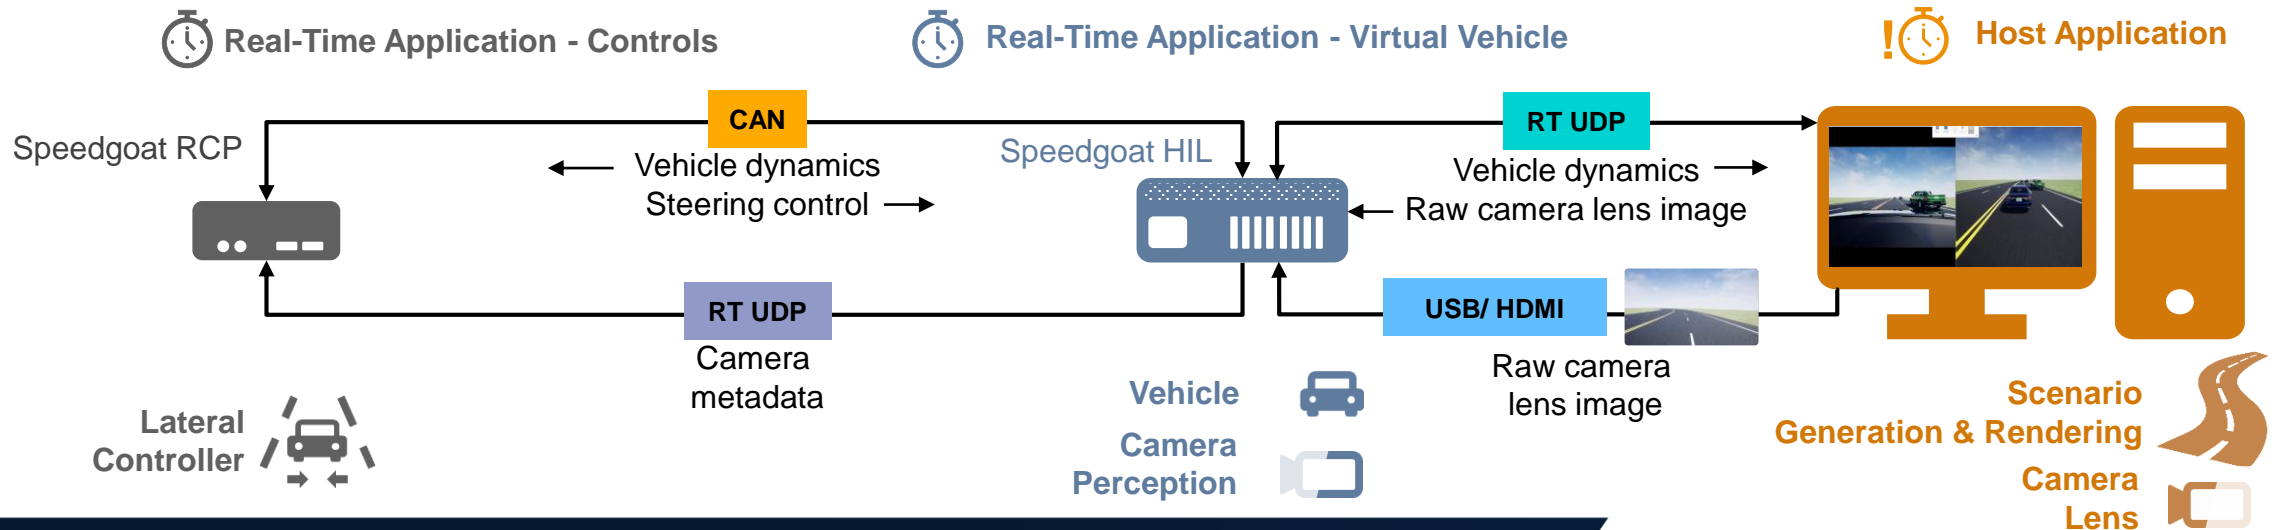 Real-Time Application - Controls
Real-Time Application - Virtual Vehicle
Host Application
Speedgoat RCP
CAN
Vehicle dynamics
Steering control
Speedgoat HIL
RT UDP
Vehicle dynamics
Raw camera lens image
RT UDP
Camera
metadata
USB/ HDMI
Raw camera
lens image
Lateral
Controller
Vehicle
Camera
Perception
Scenario
Generation & Rendering
Camera
Lens